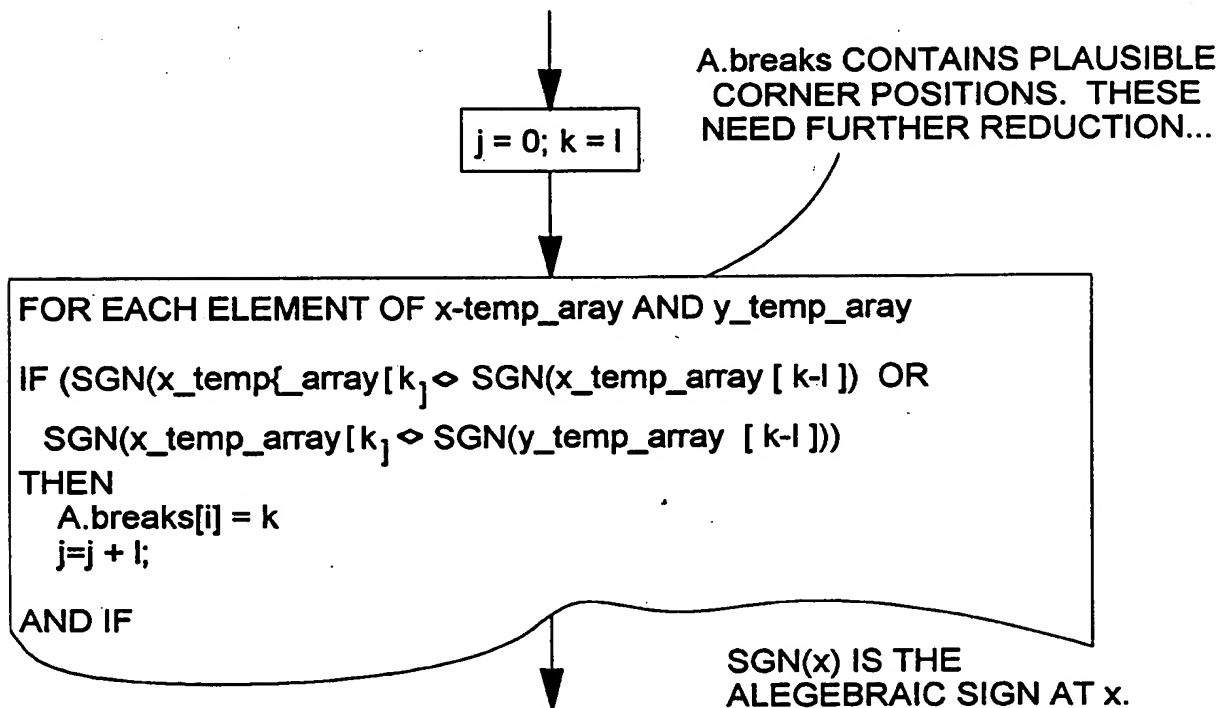 A.breaks CONTAINS PLAUSIBLE
CORNER POSITIONS. THESE
NEED FURTHER REDUCTION...
j = 0; k = l
FOR EACH ELEMENT OF x-temp_aray AND y_temp_aray
IF (SGN(x_temp{_array[k] <> SGN(x_temp_array [ k-l ]) OR
SGN(x_temp_array[k] <> SGN(y_temp_array [ k-l ]))
THEN
A.breaks[i] = k
j=j + l;
AND IF
SGN(x) IS THE
ALEGEBRAIC SIGN AT x.